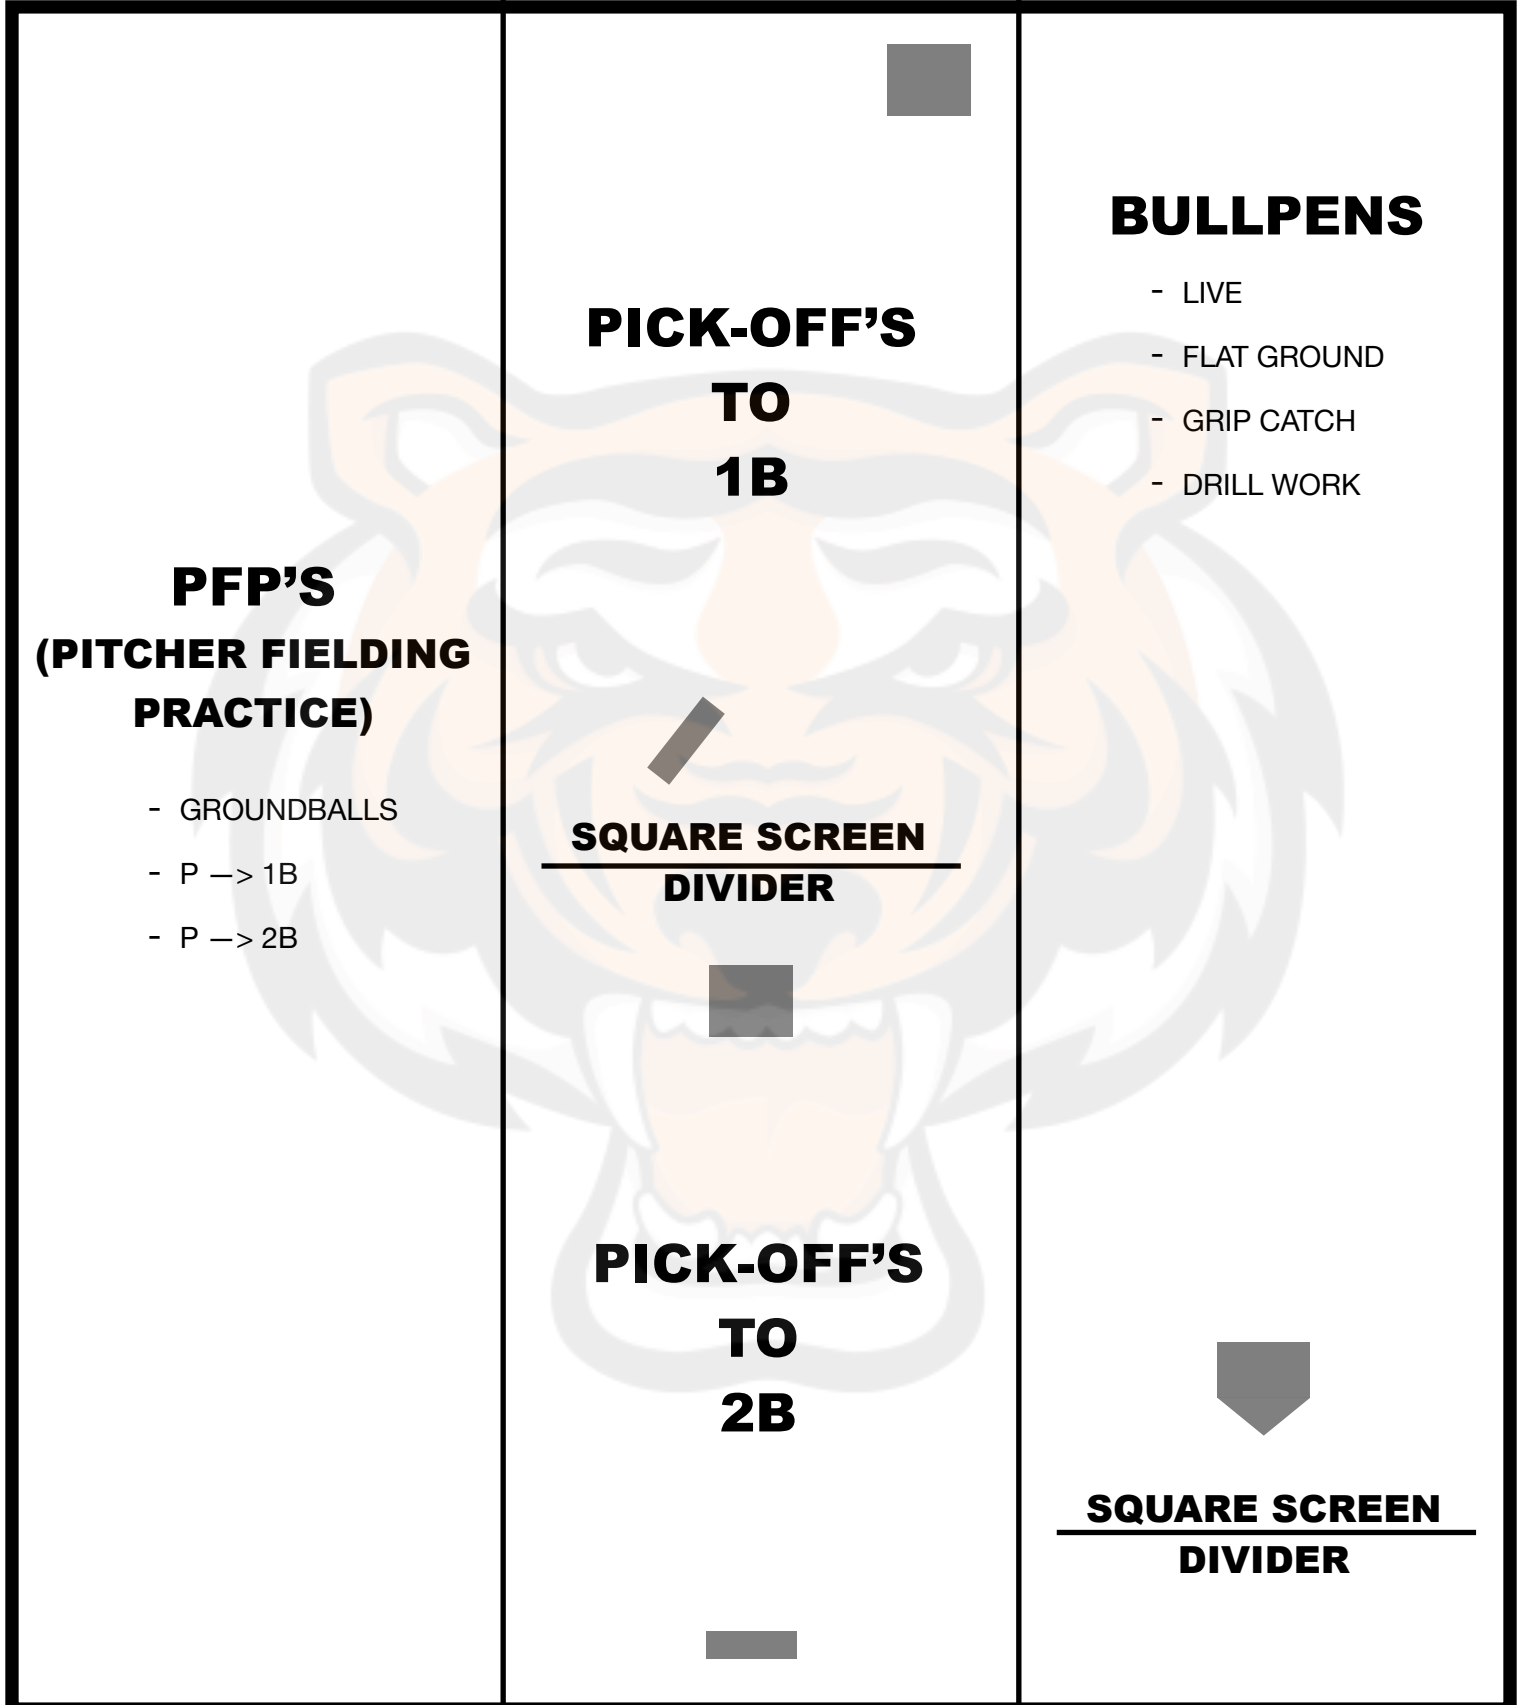 PFP’S
(PITCHER FIELDING
PRACTICE)
- GROUNDBALLS
- P —> 1B
- P —> 2B
PICK-OFF’S
TO
1B
SQUARE SCREEN
DIVIDER
PICK-OFF’S
TO
2B
BULLPENS
- LIVE
- FLAT GROUND
- GRIP CATCH
- DRILL WORK
SQUARE SCREEN
DIVIDER